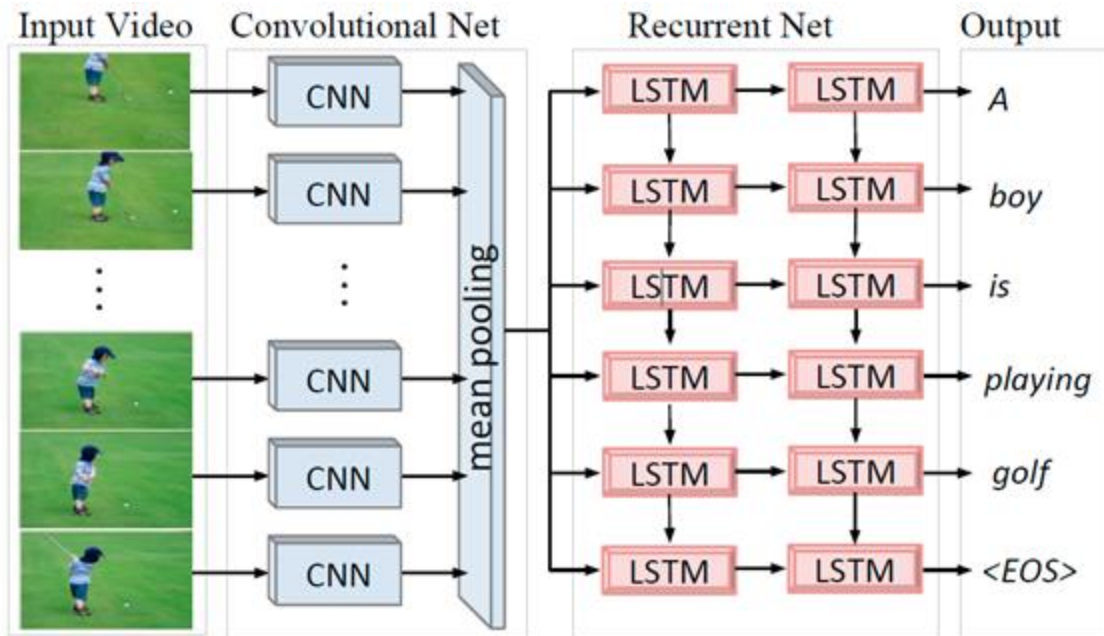 Input Video Convolutional Net Recurrent Net Output
CNN LSTM LSTM A
CNN LSTM LSTM boy
LSTM LSTM is
mean pooling
CNN LSTM LSTM playing
CNN LSTM LSTM golf
CNN LSTM LSTM <EOS>